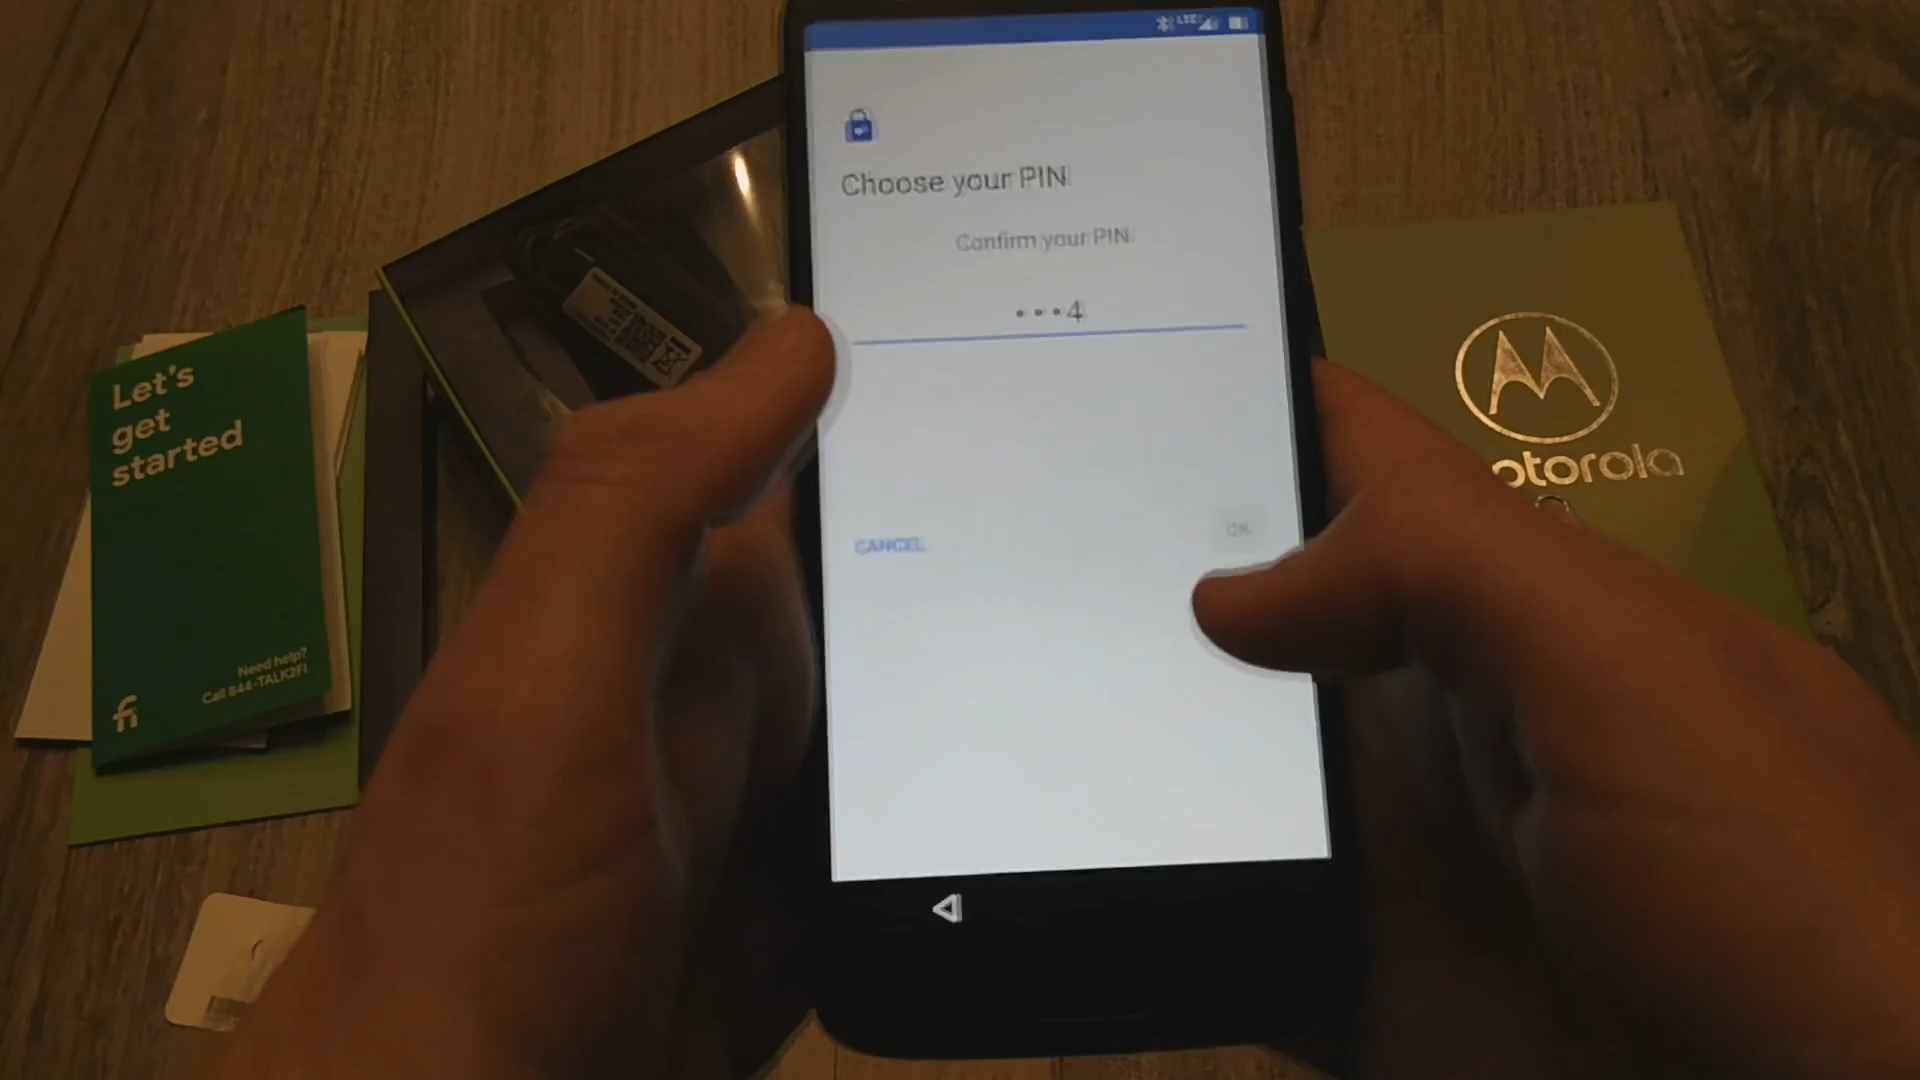 LTE
Choose your PIN
Confirm your PIN
•••4
CANCEL
OK
Let's
get
started
Need help?
Call 844-TALK2FI
fi
otorola